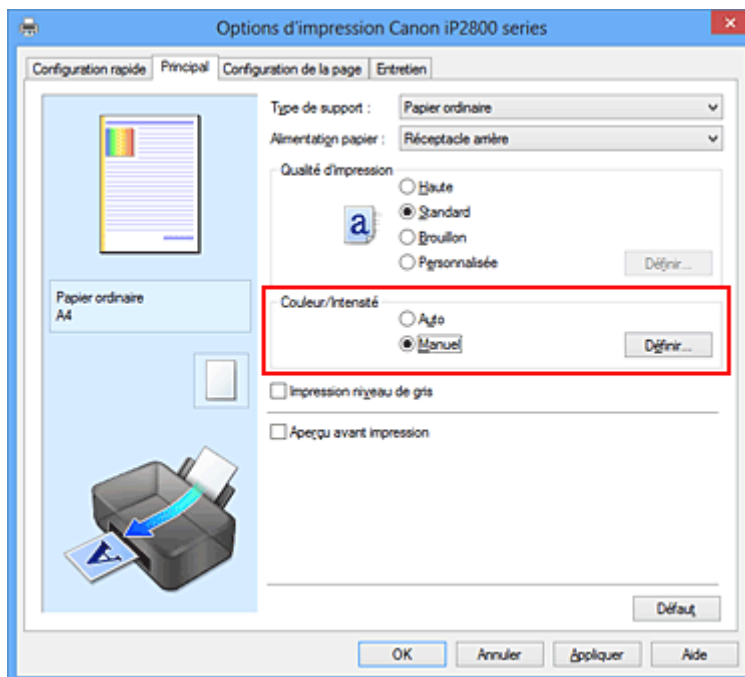 Options d'impression Canon iP2800 series
Configuration rapide Principal Configuration de la page Entretien
Type de support : Papier ordinaire
Alimentation papier : Réceptacle arrière
Qualité d'impression
Haute
Standard
a
Brouillon
Personnalisée Définir...
Papier ordinaire
A4
Couleur/Intensité
Auto
Manuel Définir...
Impression niveau de gris
Aperçu avant impression
A
Défaut
OK Annuler Appliquer Aide